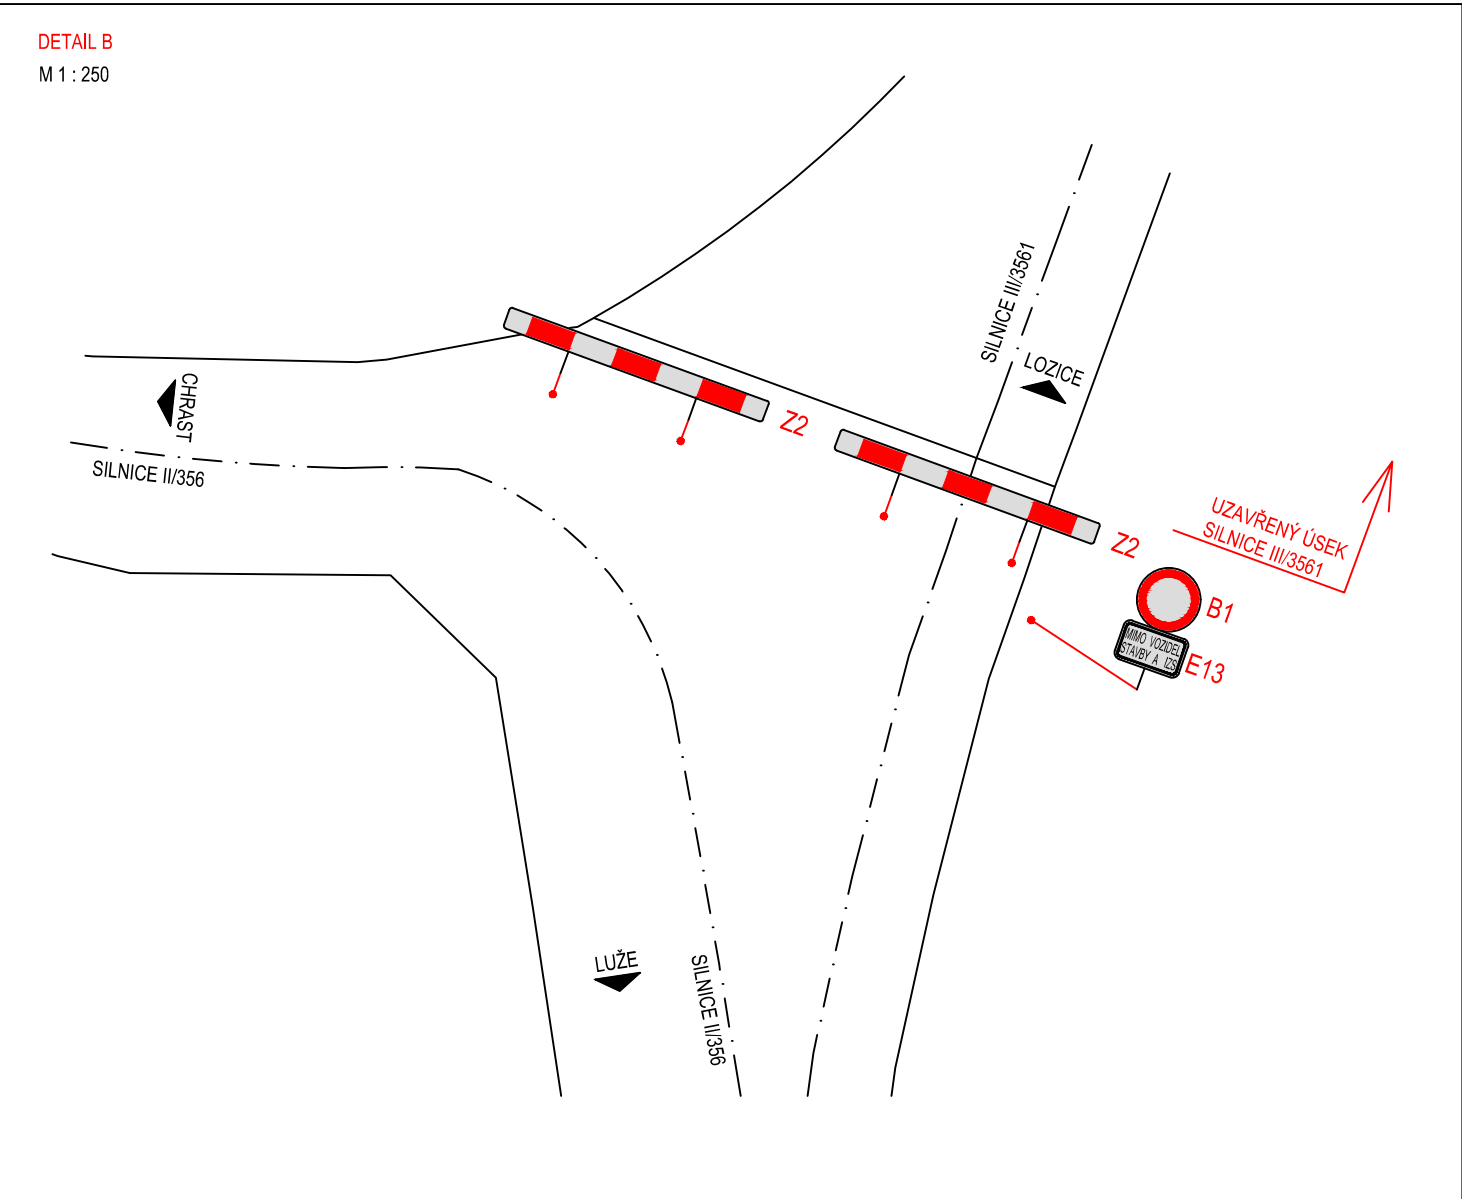 DETAIL B
M 1 : 250
SILNICE III/3561
LOZICE
CHRAST
SILNICE II/356
Z2
Z2
UZAVŘENÝ ÚSEK
SILNICE III/3561
B1
MIMO VOZIDEL
STAVBY A IZS
E13
LUŽE
SILNICE II/356